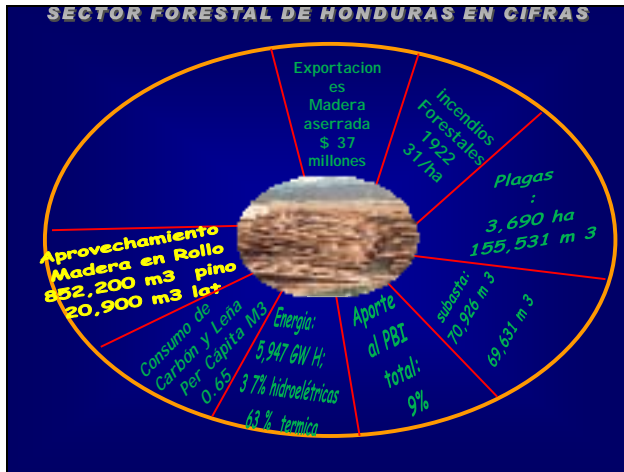 SECTOR FORESTAL DE HONDURAS EN CIFRAS
Exportacion
es
Madera
aserrada
$ 37
millones
incendios
Forestales
1922
31/ha
Plagas
:
3,690 ha
155,531 m 3
subasta:
70,926 m 3
69,631 m 3
Aporte
al PBI
total:
9%
Energia:
5,947 GW H;
3 7% hidroelétricas
63 % termica
Consumo de
Carbón y Leña
Per Cápita M3
0.65
Aprovechamiento
Madera en Rollo
852,200 m3 pino
20,900 m3 lat